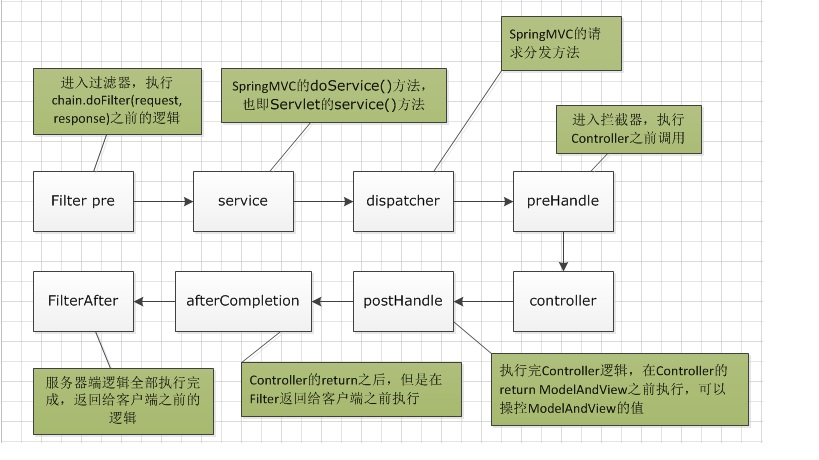 SpringMVC的请
求分发方法
进入过滤器，执行
chain.doFilter(request,
response)之前的逻辑
SpringMVC的doService()方法，
也即Servlet的service()方法
进入拦截器，执行
Controller之前调用
Filter pre
service
dispatcher
preHandle
FilterAfter
afterCompletion
postHandle
controller
服务器端逻辑全部执行完
成，返回给客户端之前的
逻辑
Controller的return之后，但是在
Filter返回给客户端之前执行
执行完Controller逻辑，在Controller的
return ModelAndView之前执行，可以
操控ModelAndView的值